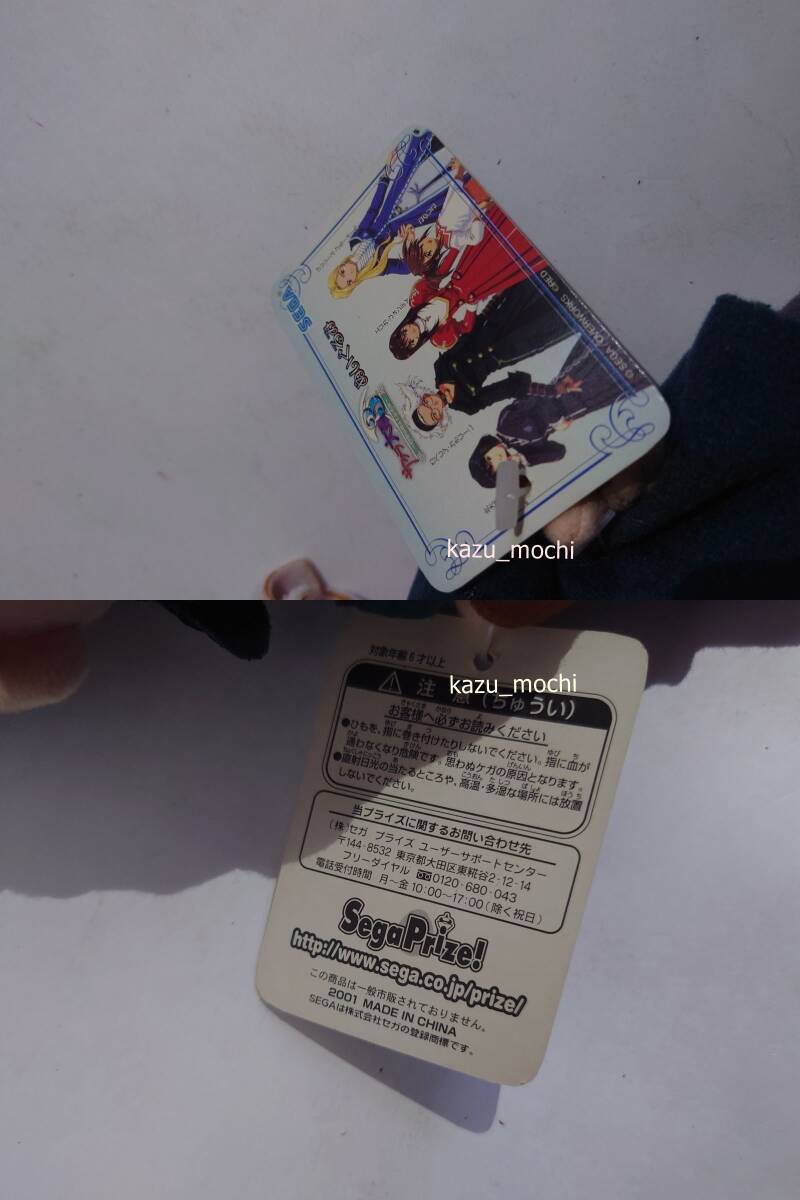 SEGA
サクラ大戦3
© SEGA / OVERWORKS ©RED
kazu_mochi
対象年齢6才以上
kazu_mochi
注意(ちゅうい)
お客様へ必ずお読みください
●ひもを、指に巻き付けたりしないでください。指に血が
通わなくなり危険です。思わぬケガの原因となります。
●直射日光の当たるところや、高温・多湿な場所には放置
しないでください。
当プライズに関するお問い合わせ先
(株)セガ プライズ ユーザーサポートセンター
〒144-8532 東京都大田区東糀谷2-12-14
フリーダイヤル 0120-680-043
電話受付時間 月〜金 10:00〜17:00(除く祝日)
SegaPrize!
http://www.sega.co.jp/prize/
この商品は一般市販されておりません。
2001 MADE IN CHINA
SEGAは株式会社セガの登録商標です。